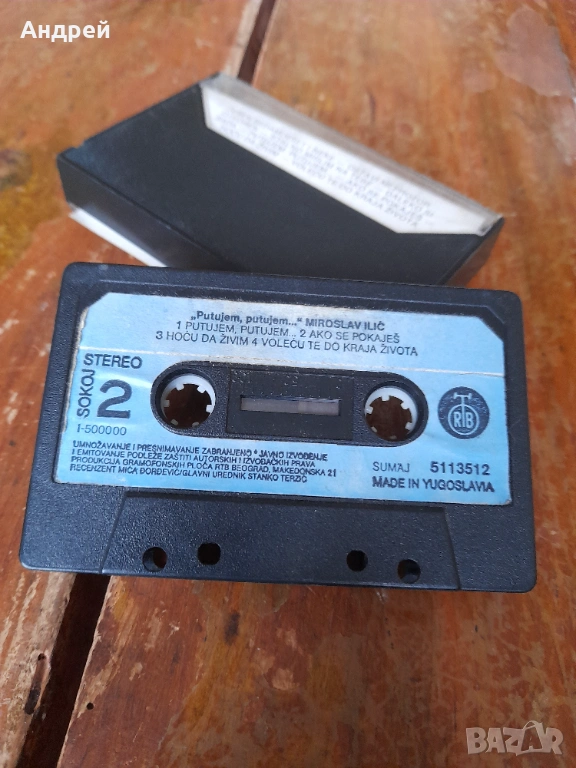 Андрей
„Putujem, putujem...“ MIROSLAV ILIĆ
1 PUTUJEM, PUTUJEM... 2 AKO SE POKAJEŠ
3 HOĆU DA ŽIVIM 4 VOLEĆU TE DO KRAJA ŽIVOTA
SOKOJ
STEREO
2
I-500000
RTB
UMNOŽAVANJE I PRESNIMAVANJE ZABRANJENO * JAVNO IZVOĐENJE
I EMITOVANJE PODLEŽE ZAŠTITI AUTORSKIH I IZVOĐAČKIH PRAVA
PRODUKCIJA GRAMOFONSKIH PLOČA RTB BEOGRAD, MAKEDONSKA 21
RECENZENT MIĆA ĐORĐEVIĆ/GLAVNI UREDNIK STANKO TERZIĆ
SUMAJ 5113512
MADE IN YUGOSLAVIA
BAZAR